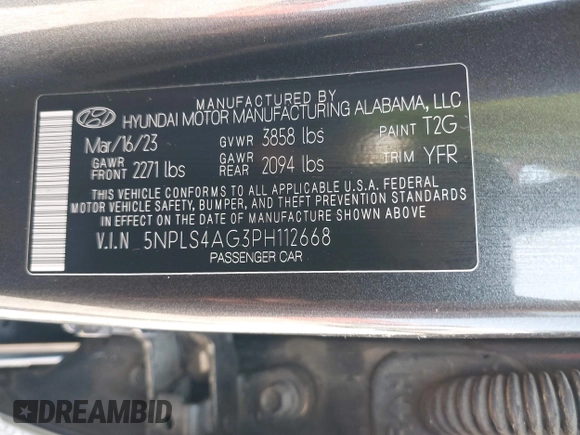 MANUFACTURED BY
HYUNDAI MOTOR MANUFACTURING ALABAMA, LLC
Mar/16/23 GVWR 3858 lbs PAINT T2G
GAWR FRONT 2271 lbs GAWR REAR 2094 lbs TRIM YFR
THIS VEHICLE CONFORMS TO ALL APPLICABLE U.S.A. FEDERAL
MOTOR VEHICLE SAFETY, BUMPER, AND THEFT PREVENTION STANDARDS
IN EFFECT ON THE DATE OF MANUFACTURE SHOWN ABOVE
V.I.N 5NPLS4AG3PH112668
PASSENGER CAR
DREAMBID